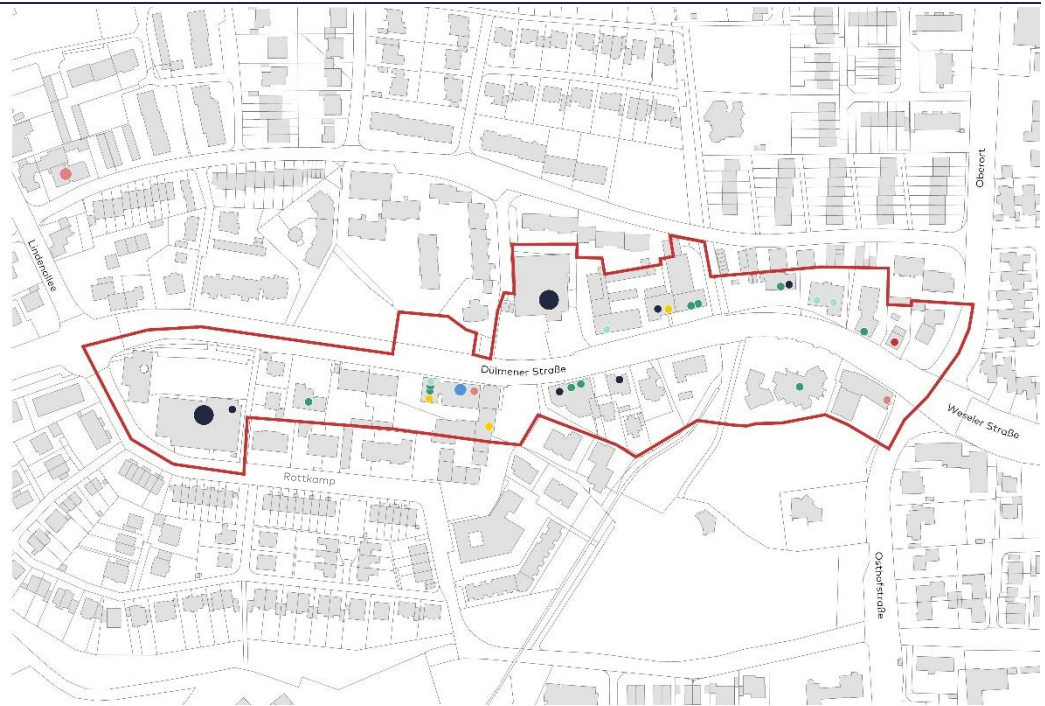 Oberort
Lindenallee
Dülmener Straße
Weseler Straße
Rottkamp
Osthofstraße